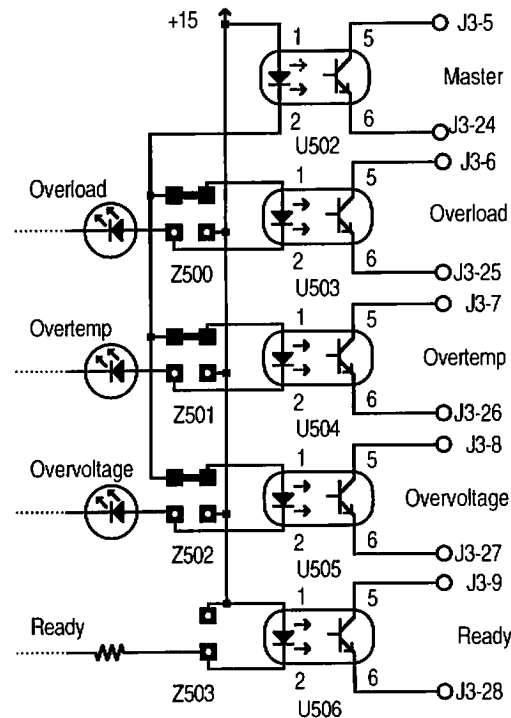 +15
1
5
J3-5
Master
2
6
J3-24
U502
J3-6
Overload
1
5
Overload
Z500
2
6
J3-25
U503
J3-7
Overtemp
1
5
Overtemp
Z501
2
6
J3-26
U504
J3-8
Overvoltage
1
5
Overvoltage
Z502
2
6
J3-27
U505
J3-9
Ready
1
5
Ready
Z503
2
6
J3-28
U506